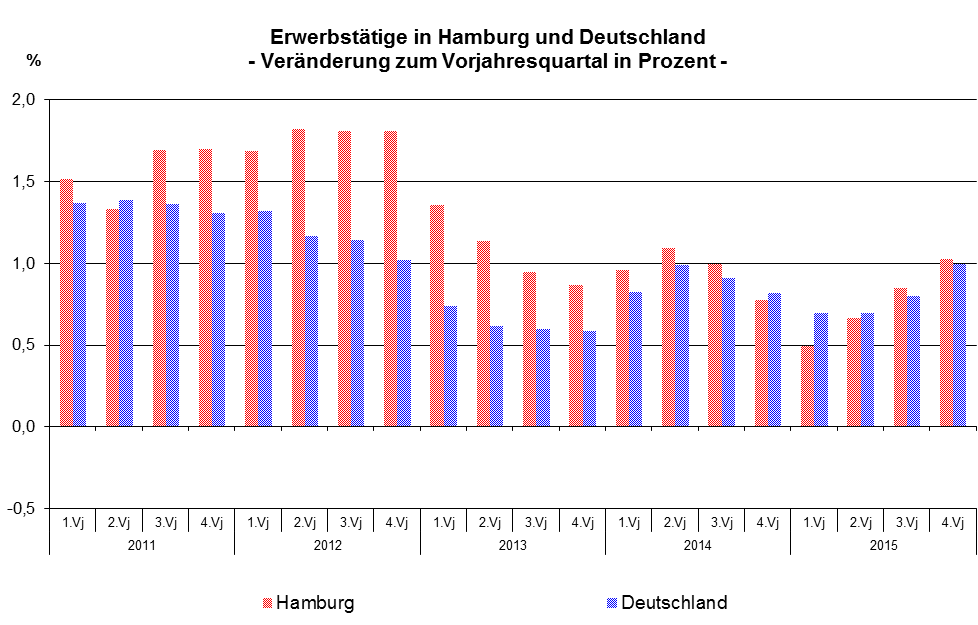 Erwerbstätige in Hamburg und Deutschland
- Veränderung zum Vorjahresquartal in Prozent -
%
2,0
1,5
1,0
0,5
0,0
-0,5
1.Vj 2.Vj 3.Vj 4.Vj 1.Vj 2.Vj 3.Vj 4.Vj 1.Vj 2.Vj 3.Vj 4.Vj 1.Vj 2.Vj 3.Vj 4.Vj 1.Vj 2.Vj 3.Vj 4.Vj
2011 2012 2013 2014 2015
Hamburg Deutschland